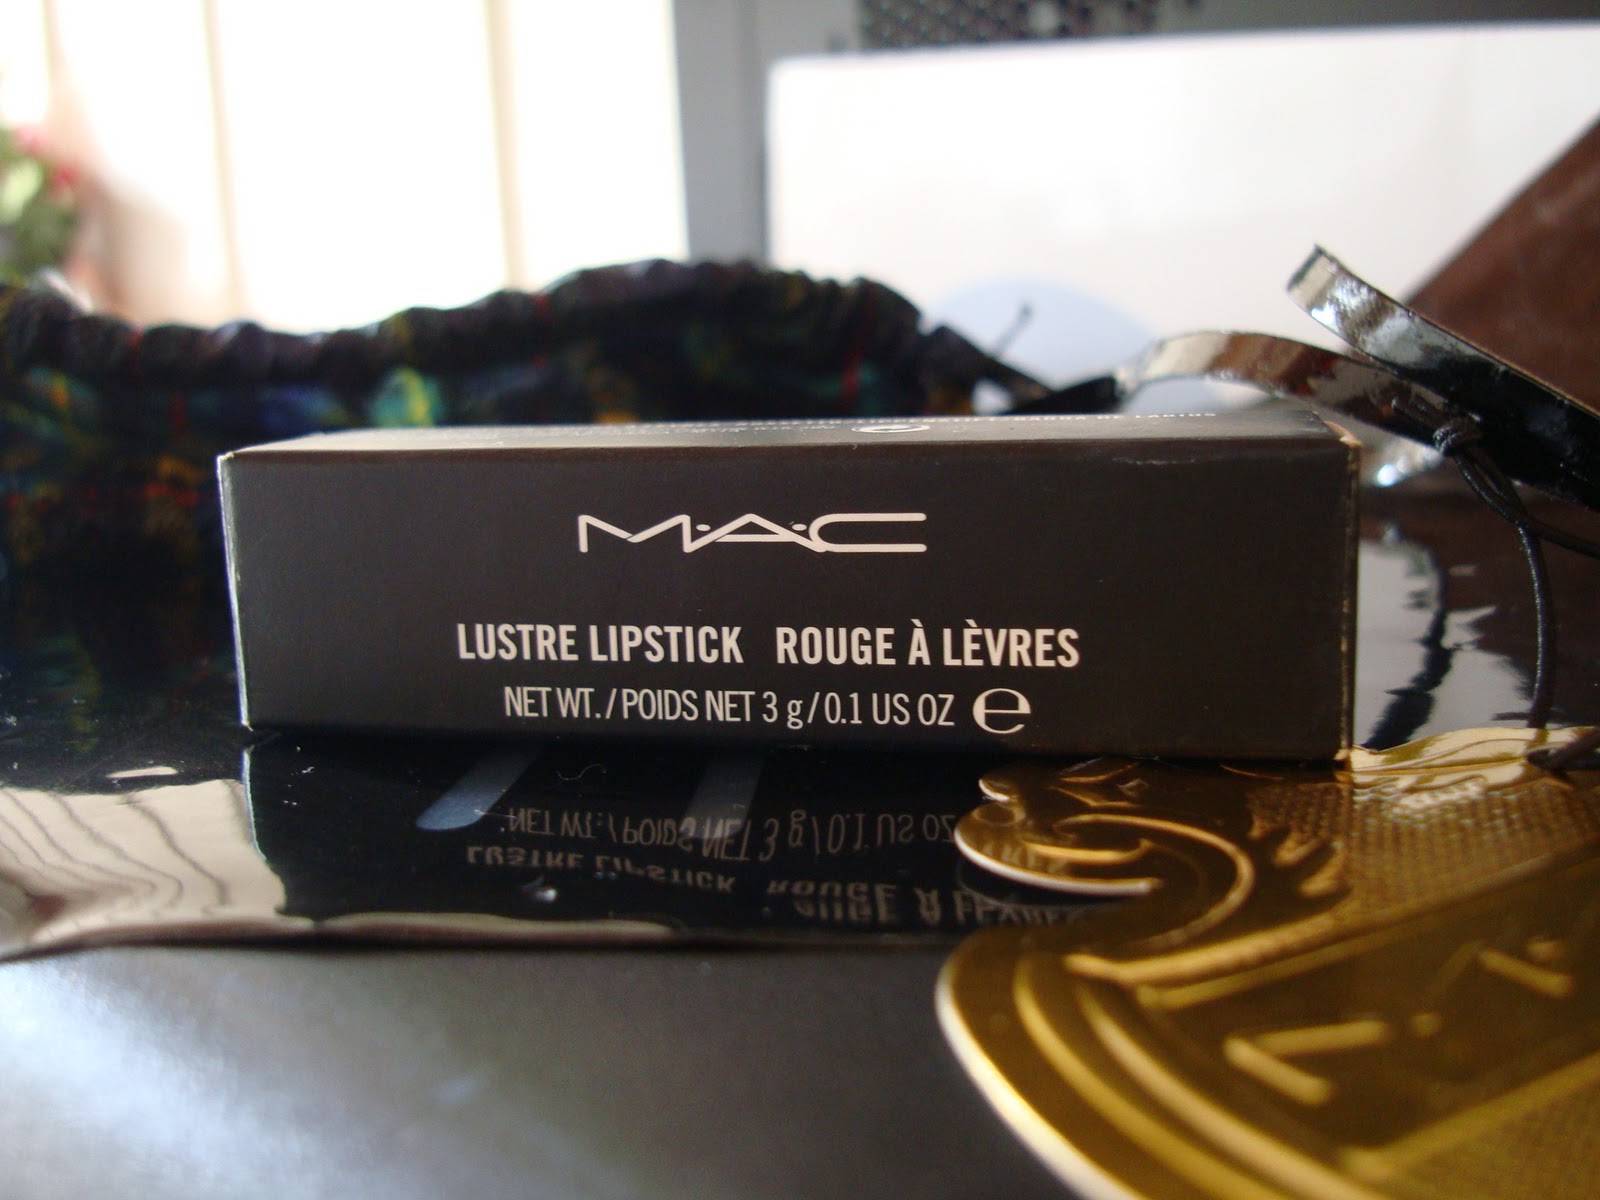 M·A·C
LUSTRE LIPSTICK ROUGE À LÈVRES
NET WT./POIDS NET 3 g/0.1 US OZ ℮